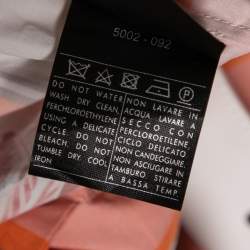 5002 - 092
DO NOT WATER
WASH DRY CLEAN,
PERCHLOROETHYLENE
USING A DELICATE
CYCLE. DO NOT
BLEACH. DO NOT
TUMBLE DRY COOL
IRON
NON LAVARE IN
ACQUA. LAVARE A
SECCO CON
PERCLOROETILENE.
CICLO DELICATO
NON CANDEGGIARE
NON ASCIUGARE IN
TAMBURO STIRARE
A BASSA TEMP